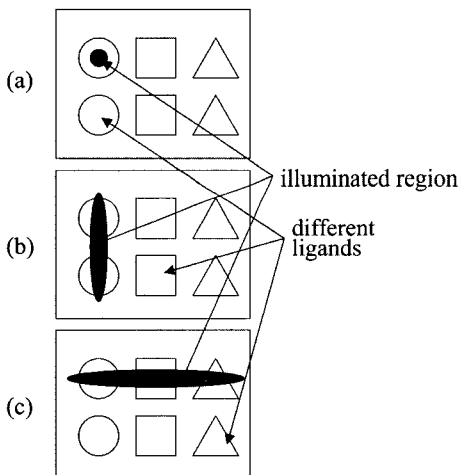 (a)
illuminated region
(b)
different
ligands
(c)